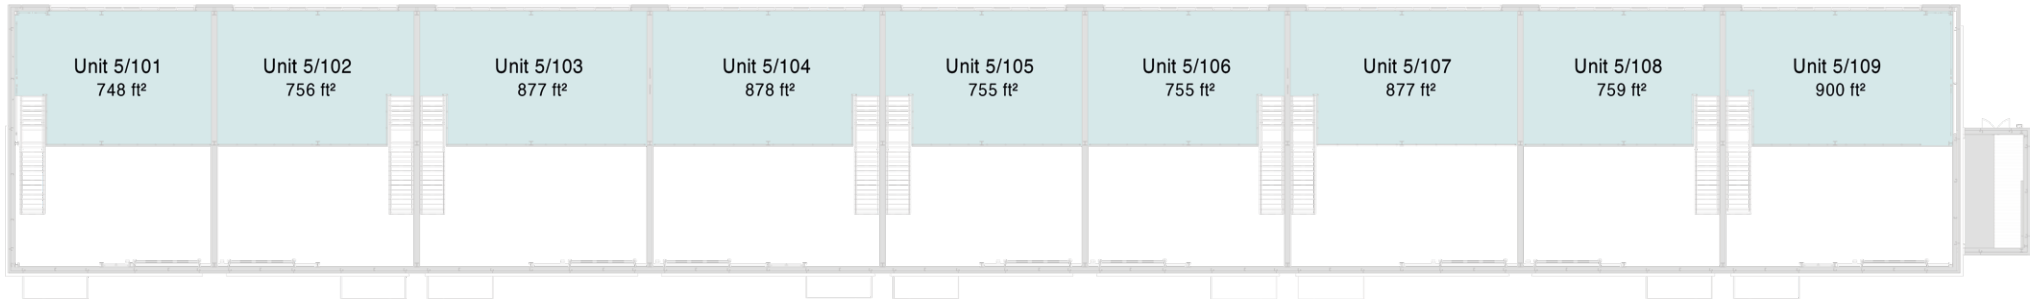 Unit 5/101
748 ft²
Unit 5/102
756 ft²
Unit 5/103
877 ft²
Unit 5/104
878 ft²
Unit 5/105
755 ft²
Unit 5/106
755 ft²
Unit 5/107
877 ft²
Unit 5/108
759 ft²
Unit 5/109
900 ft²